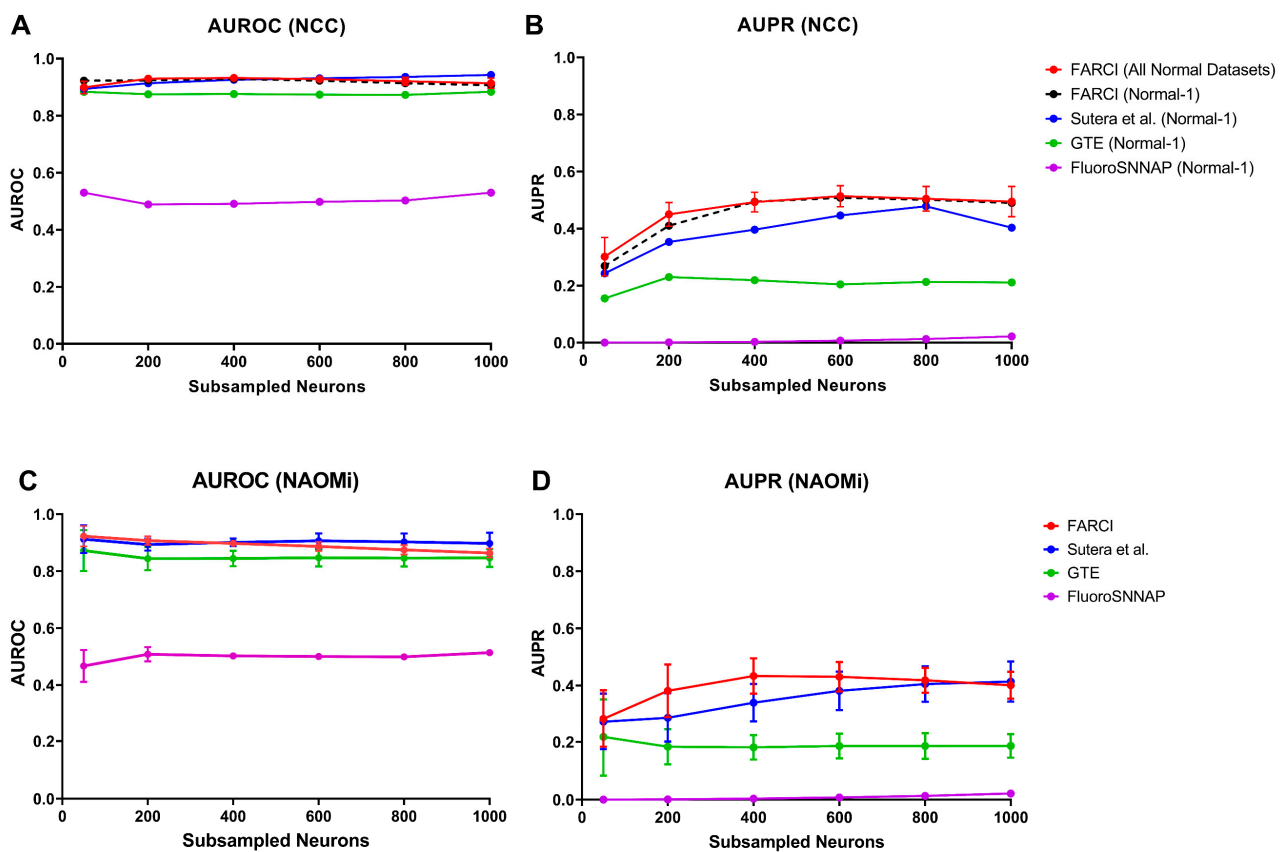 A
AUROC (NCC)
1.0
0.8
0.6
0.4
0.2
0.0
AUROC
0
200
400
600
800
1000
Subsampled Neurons
B
AUPR (NCC)
1.0
0.8
0.6
0.4
0.2
0.0
AUPR
0
200
400
600
800
1000
Subsampled Neurons
FARCI (All Normal Datasets)
FARCI (Normal-1)
Sutera et al. (Normal-1)
GTE (Normal-1)
FluoroSNNAP (Normal-1)
C
AUROC (NAOMi)
1.0
0.8
0.6
0.4
0.2
0.0
AUROC
0
200
400
600
800
1000
Subsampled Neurons
D
AUPR (NAOMi)
1.0
0.8
0.6
0.4
0.2
0.0
AUPR
0
200
400
600
800
1000
Subsampled Neurons
FARCI
Sutera et al.
GTE
FluoroSNNAP